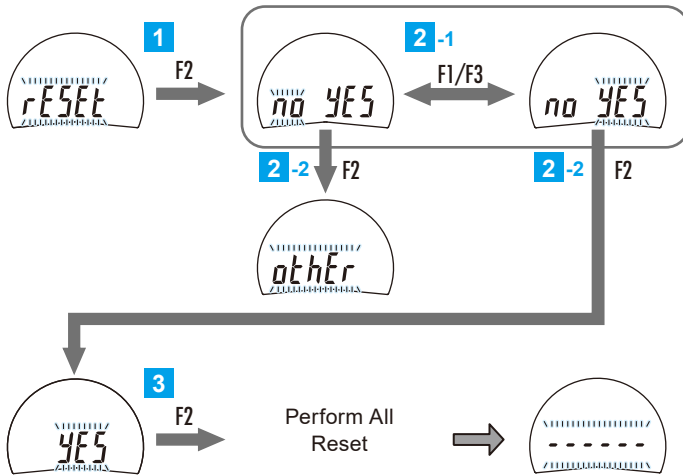 1
2 -1
F2
F1/F3
rESEt
no YES
no YES
2 -2
F2
2 -2
F2
othEr
3
F2
YES
Perform All
Reset
- - - - - -